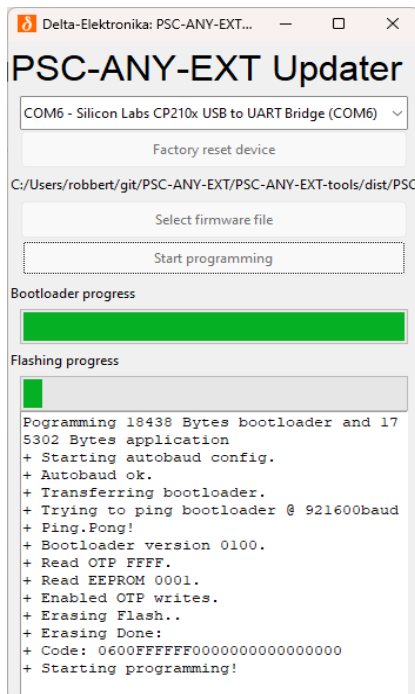 Delta-Elektronika: PSC-ANY-EXT...
PSC-ANY-EXT Updater
COM6 - Silicon Labs CP210x USB to UART Bridge (COM6)
Factory reset device
C:/Users/robbert/git/PSC-ANY-EXT/PSC-ANY-EXT-tools/dist/PSC
Select firmware file
Start programming
Bootloader progress
Flashing progress
Pogramming 18438 Bytes bootloader and 17
5302 Bytes application
+ Starting autobaud config.
+ Autobaud ok.
+ Transferring bootloader.
+ Trying to ping bootloader @ 921600baud
+ Ping.Pong!
+ Bootloader version 0100.
+ Read OTP FFFF.
+ Read EEPROM 0001.
+ Enabled OTP writes.
+ Erasing Flash..
+ Erasing Done:
+ Code: 0600FFFFFF0000000000000000
+ Starting programming!